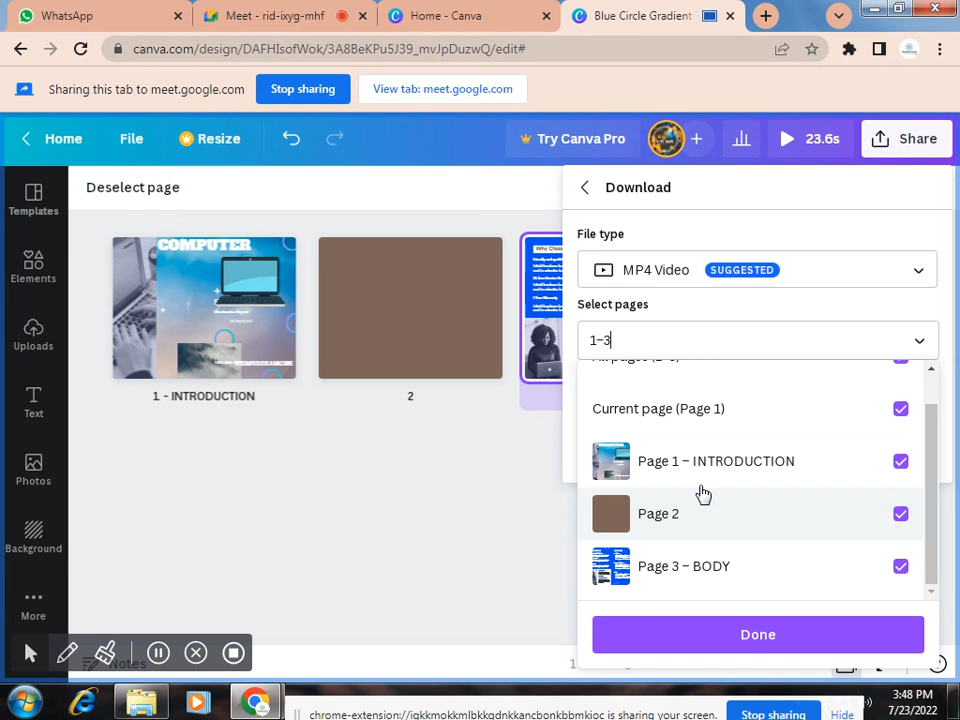 WhatsApp
Meet - rid-ixyg-mhf
Home - Canva
Blue Circle Gradient
canva.com/design/DAFHIsofWok/3A8BeKPu5J39_mvJpDuzwQ/edit#
Sharing this tab to meet.google.com
Stop sharing
View tab: meet.google.com
Home
File
Resize
Try Canva Pro
23.6s
Share
Templates
Elements
Uploads
Text
Photos
Background
More
Deselect page
COMPUTER
1 - INTRODUCTION
2
Why Choo
Download
File type
MP4 Video
SUGGESTED
Select pages
1-3
Current page (Page 1)
Page 1 – INTRODUCTION
Page 2
Page 3 – BODY
Done
Notes
3:48 PM
7/23/2022
is sharing your screen.
Stop sharing
Hide